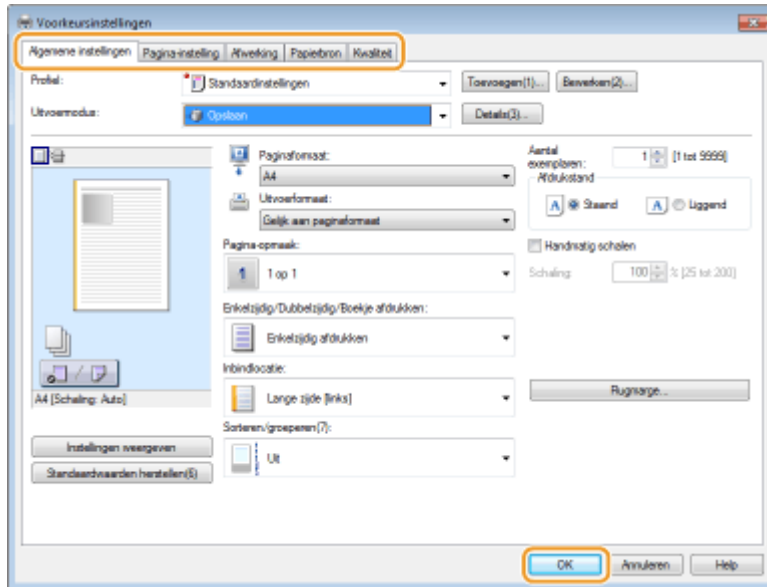 Voorkeursinstellingen
Algemene instellingen Pagina-instelling Afwerking Papierbron Kwaliteit
Profiel: Standaardinstellingen Toevoegen(1)... Bewerken(2)...
Uitvoermodus: Opslaan Details(3)...
Paginaformaat:
A4
Uitvoerformaat:
Gelijk aan paginaformaat
Pagina-opmaak:
1 1 op 1
Enkelzijdig/Dubbelzijdig/Boekje afdrukken:
Enkelzijdig afdrukken
Inbindlocatie:
Lange zijde [links]
Sorteren/groeperen(7):
Uit
Aantal
exemplaren: 1 [1 tot 9999]
Afdrukstand
A Staand A Liggend
Handmatig schalen
Schaling: 100 % [25 tot 200]
Rugmarge...
A4 [Schaling: Auto]
Instellingen weergeven
Standaardwaarden herstellen(6)
OK Annuleren Help